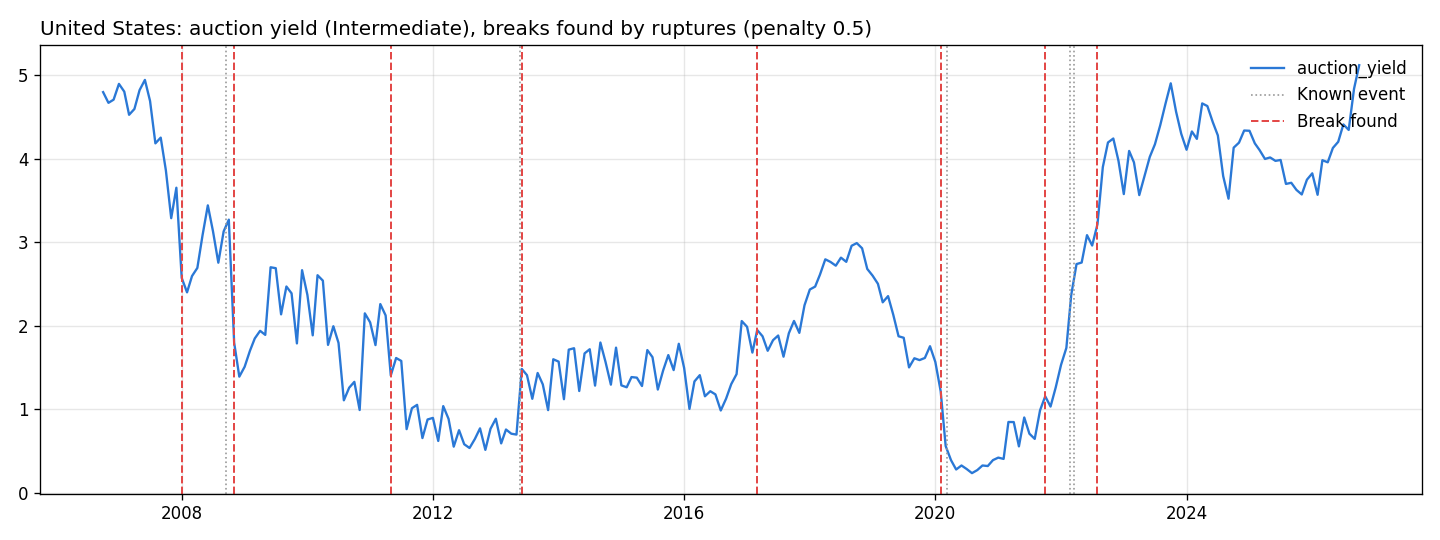 United States: auction yield (Intermediate), breaks found by ruptures (penalty 0.5)
auction_yield
Known event
Break found
5
4
3
2
1
0
2008 2012 2016 2020 2024